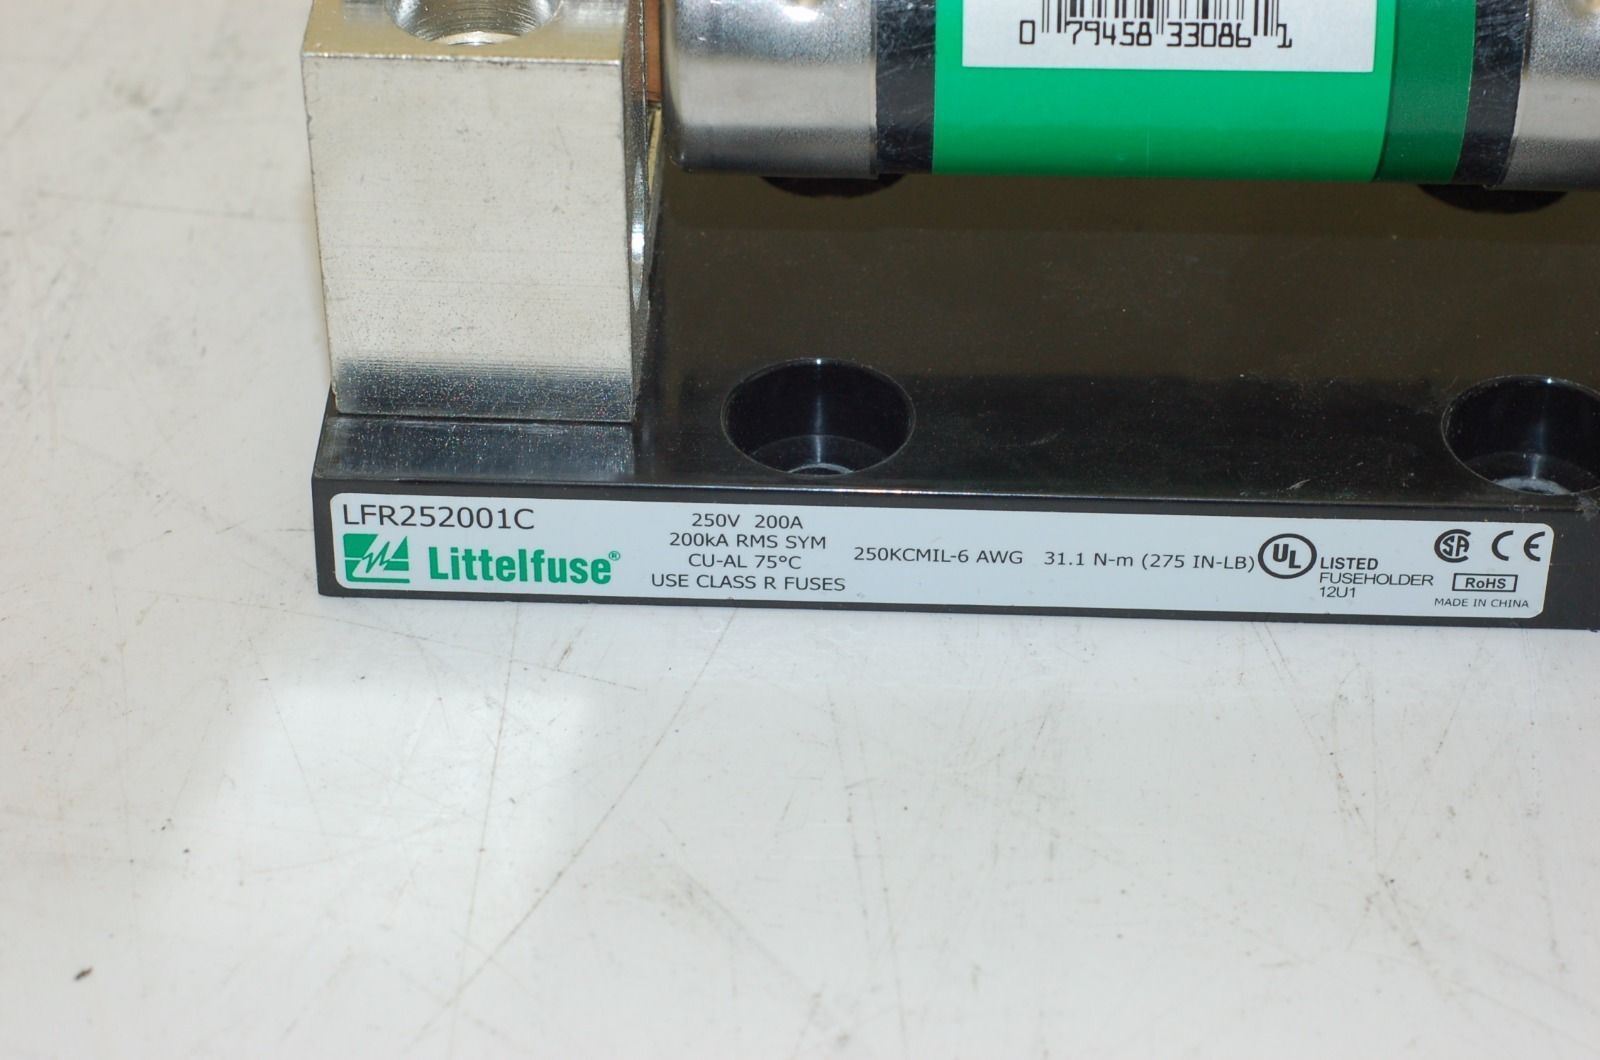 0 79458 33086 1
LFR252001C
Littelfuse®
250V 200A
200kA RMS SYM
CU-AL 75°C
USE CLASS R FUSES
250KCMIL-6 AWG 31.1 N-m (275 IN-LB)
UL
LISTED
FUSEHOLDER
12U1
SA CE
RoHS
MADE IN CHINA